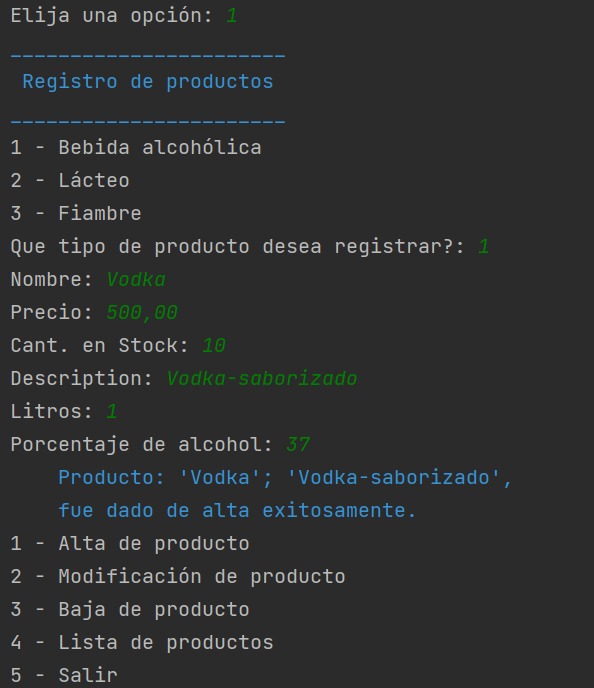 Elija una opción: 1
_______________________
Registro de productos
_______________________
1 - Bebida alcohólica
2 - Lácteo
3 - Fiambre
Que tipo de producto desea registrar?: 1
Nombre: Vodka
Precio: 500,00
Cant. en Stock: 10
Description: Vodka-saborizado
Litros: 1
Porcentaje de alcohol: 37
Producto: 'Vodka'; 'Vodka-saborizado',
fue dado de alta exitosamente.
1 - Alta de producto
2 - Modificación de producto
3 - Baja de producto
4 - Lista de productos
5 - Salir